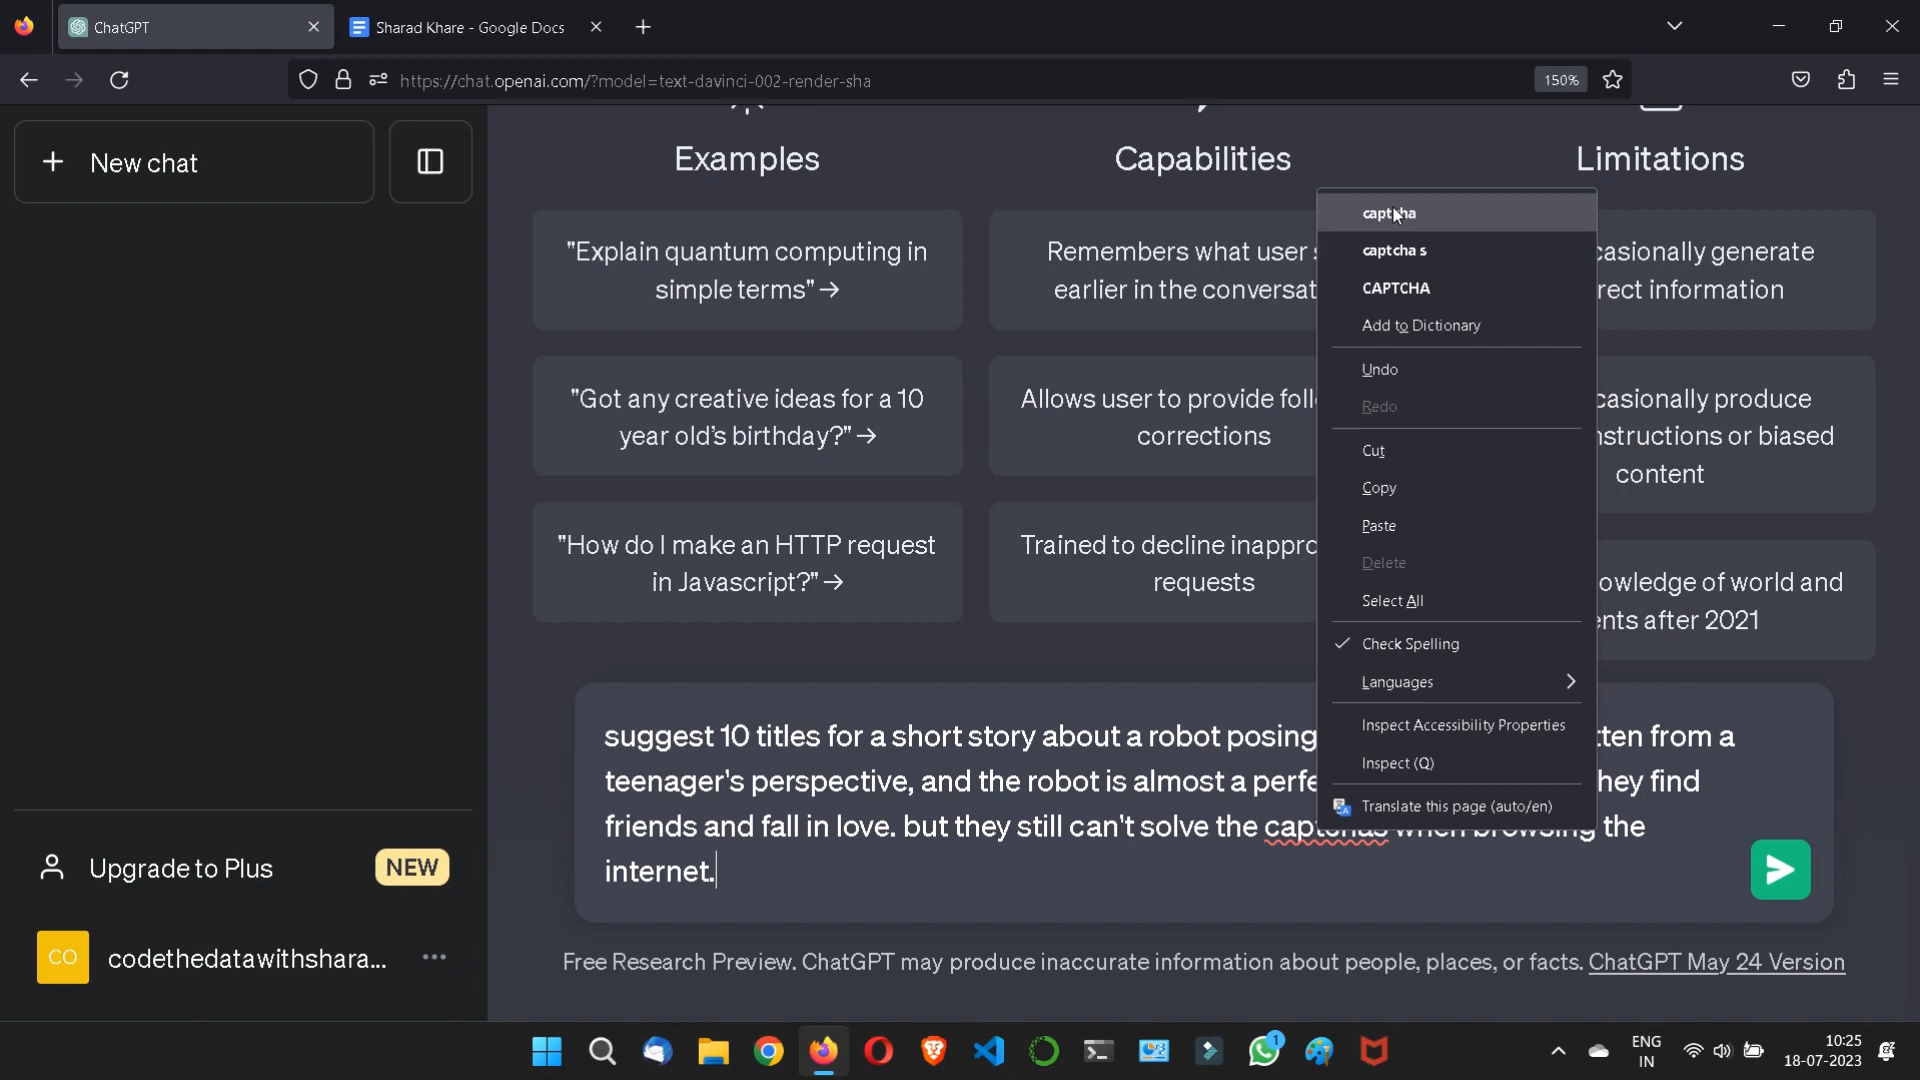 ChatGPT
Sharad Khare - Google Docs
https://chat.openai.com/?model=text-davinci-002-render-sha
150%
New chat
Examples
Capabilities
Limitations
"Explain quantum computing in
simple terms" →
"Got any creative ideas for a 10
year old's birthday?" →
"How do I make an HTTP request
in Javascript?" →
Remembers what user
earlier in the
Allows user to provide
corrections
Trained to decline
requests
generate
information
casionally produce
or biased
content
owledge of world and
after 2021
captcha
captcha s
CAPTCHA
Add to Dictionary
Undo
Redo
Cut
Copy
Paste
Delete
Select All
Check Spelling
Languages
Inspect Accessibility Properties
Inspect (Q)
Translate this page (auto/en)
suggest 10 titles for a short story about a robot posing tten from a
teenager's perspective, and the robot is almost a perfe hey find
friends and fall in love. but they still can't solve the captchas when browsing the
internet.
Upgrade to Plus
NEW
CO
codethedatawithshara...
Free Research Preview. ChatGPT may produce inaccurate information about people, places, or facts. ChatGPT May 24 Version
1
ENG
IN
10:25
18-07-2023